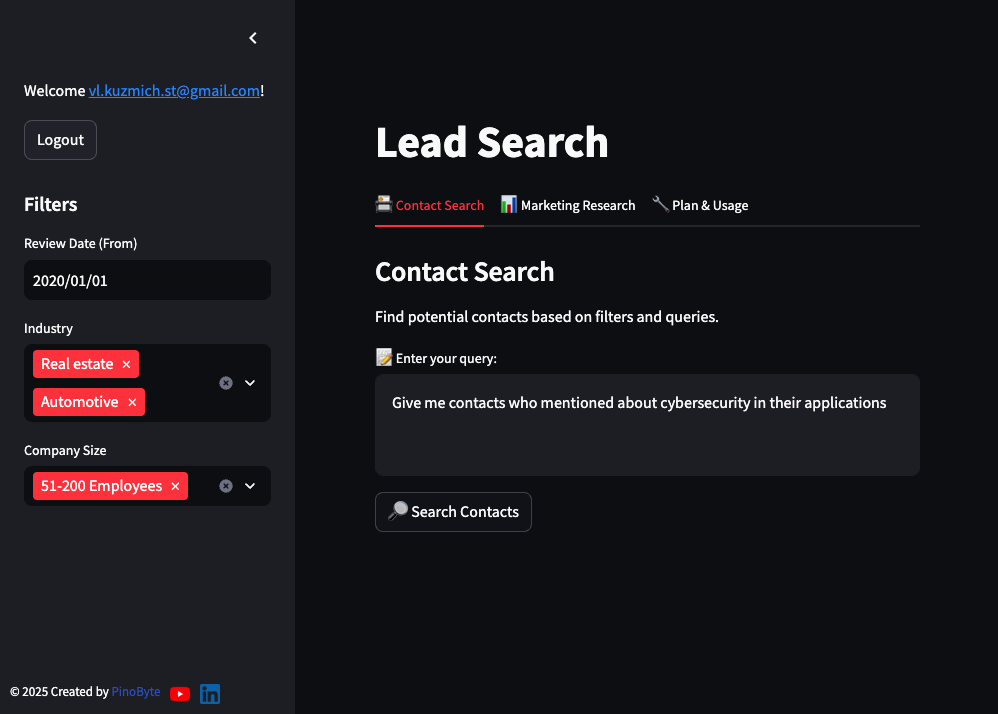 Welcome vl.kuzmich.st@gmail.com!
Logout
Filters
Review Date (From)
2020/01/01
Industry
Real estate ×
Automotive ×
Company Size
51-200 Employees ×
© 2025 Created by PinoByte
Lead Search
Contact Search
Marketing Research
Plan & Usage
Contact Search
Find potential contacts based on filters and queries.
Enter your query:
Give me contacts who mentioned about cybersecurity in their applications
Search Contacts